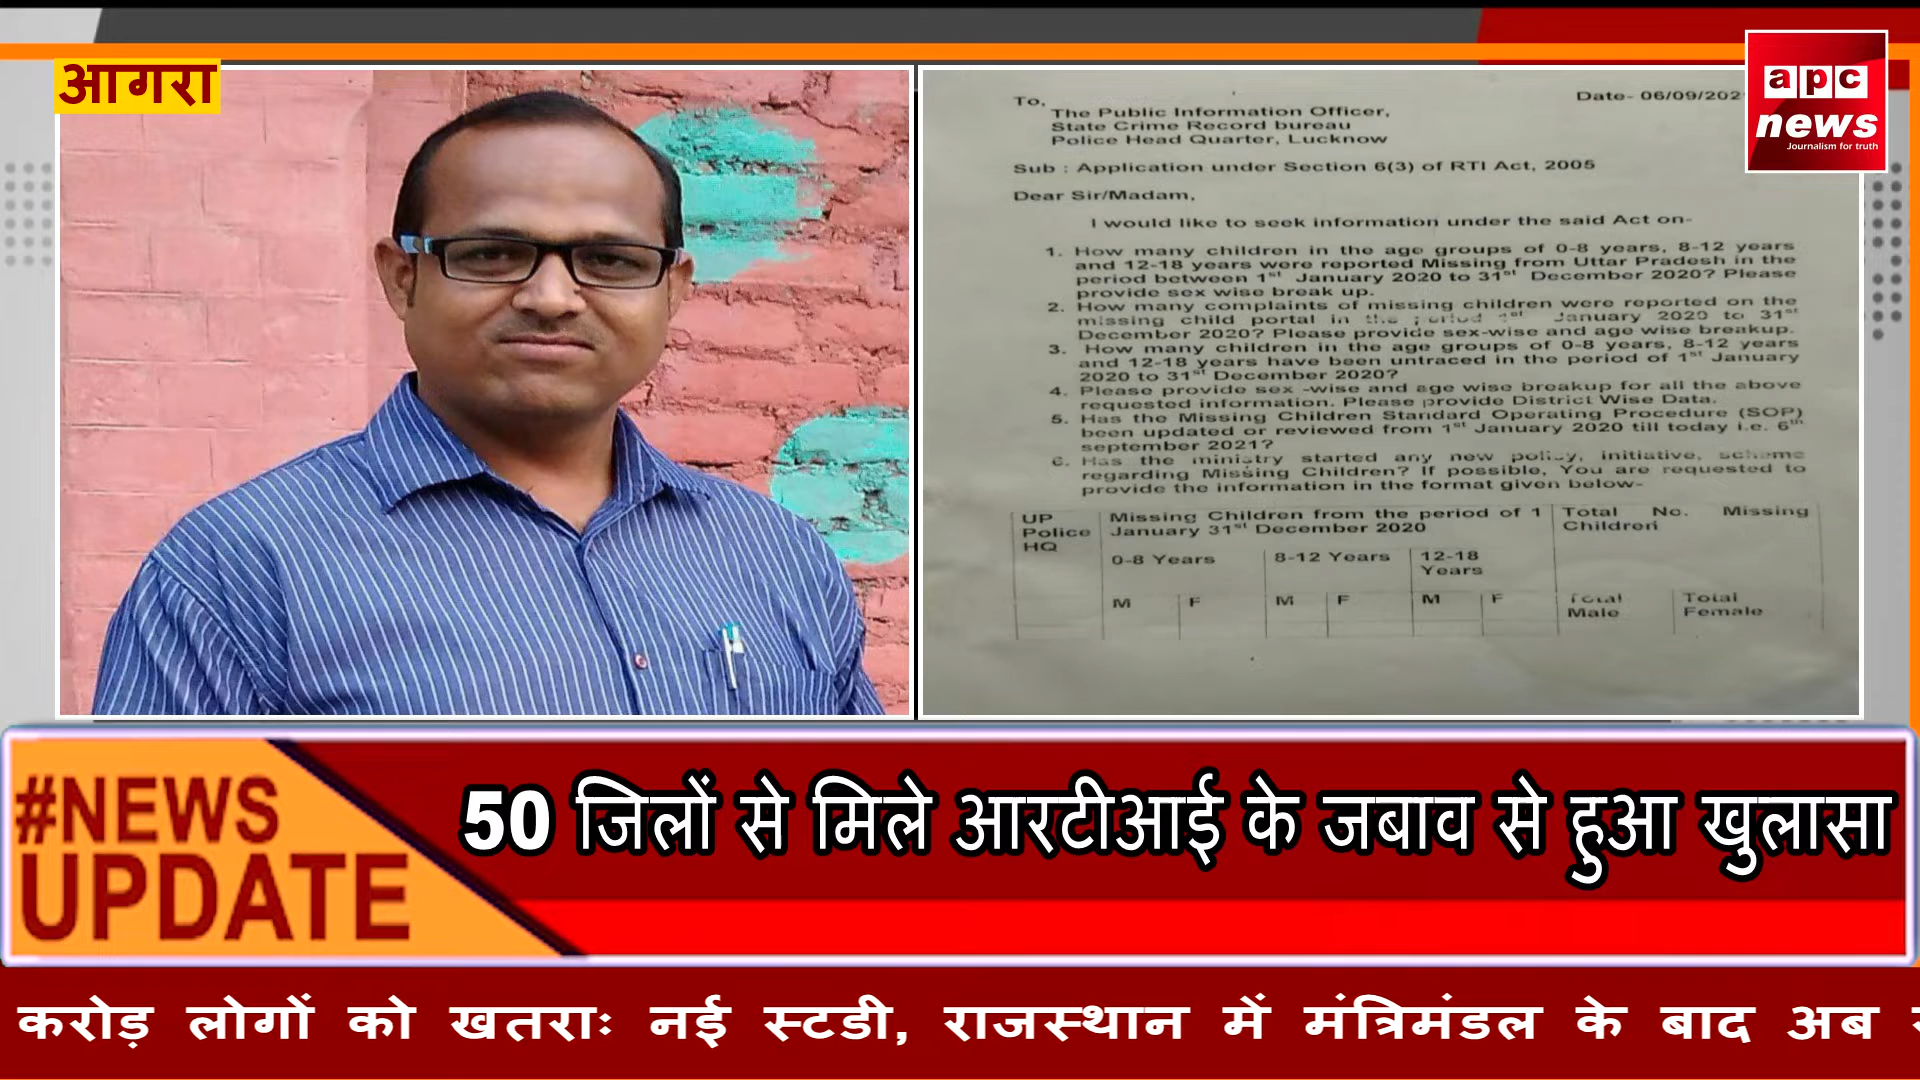 आगरा
apc
news
Journalism for truth
To,
Date- 06/09/202
The Public Information Officer,
State Crime Record bureau
Police Head Quarter, Lucknow
Sub : Application under Section 6(3) of RTI Act, 2005
Dear Sir/Madam,
I would like to seek information under the said Act on-
1. How many children in the age groups of 0-8 years, 8-12 years
and 12-18 years were reported Missing from Uttar Pradesh in the
period between 1st January 2020 to 31st December 2020? Please
provide sex wise break up.
2. How many complaints of missing children were reported on the
missing child portal in the period 1st January 2020 to 31st
December 2020? Please provide sex-wise and age wise breakup.
3. How many children in the age groups of 0-8 years, 8-12 years
and 12-18 years have been untraced in the period of 1st January
2020 to 31st December 2020?
4. Please provide sex -wise and age wise breakup for all the above
requested information. Please provide District Wise Data.
5. Has the Missing Children Standard Operating Procedure (SOP)
been updated or reviewed from 1st January 2020 till today i.e. 6th
september 2021?
6. Has the ministry started any new policy, initiative, scheme
regarding Missing Children? If possible, You are requested to
provide the information in the format given below-
UP
Police
HQ
Missing Children from the period of 1
January 31st December 2020
Total No. Missing
Children
0-8 Years
8-12 Years
12-18
Years
M F M F M F
Total
Male
Total
Female
#NEWS
UPDATE
50 जिलों से मिले आरटीआई के जबाव से हुआ खुलासा
करोड़ लोगों को खतराः नई स्टडी, राजस्थान में मंत्रिमंडल के बाद अब